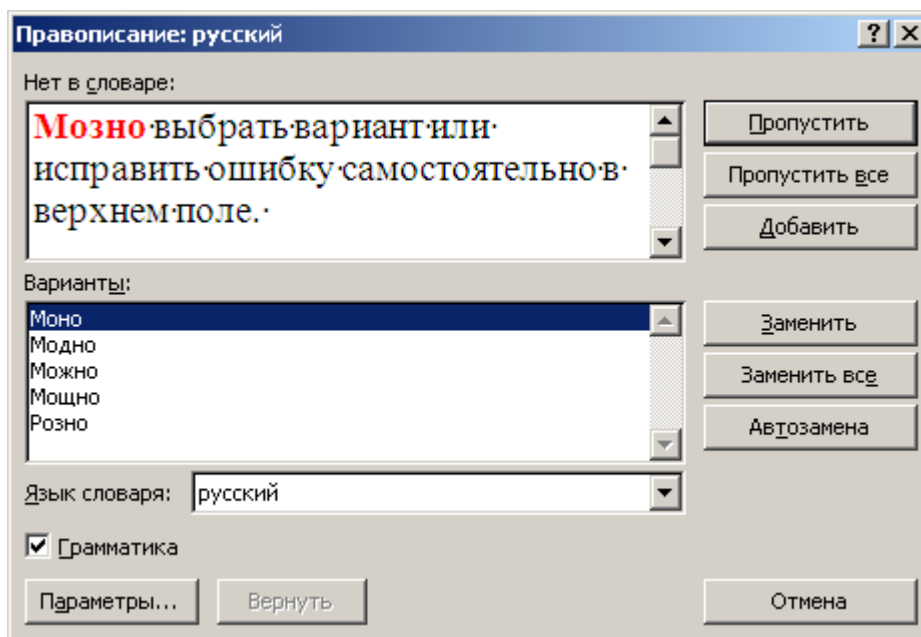 Правописание: русский
Нет в словаре:
Мозно·выбрать·вариант·или·
исправить·ошибку·самостоятельно·в·
верхнем·поле.·
Пропустить
Пропустить все
Добавить
Варианты:
Моно
Модно
Можно
Мощно
Розно
Заменить
Заменить все
Автозамена
Язык словаря:
русский
Грамматика
Параметры...
Вернуть
Отмена